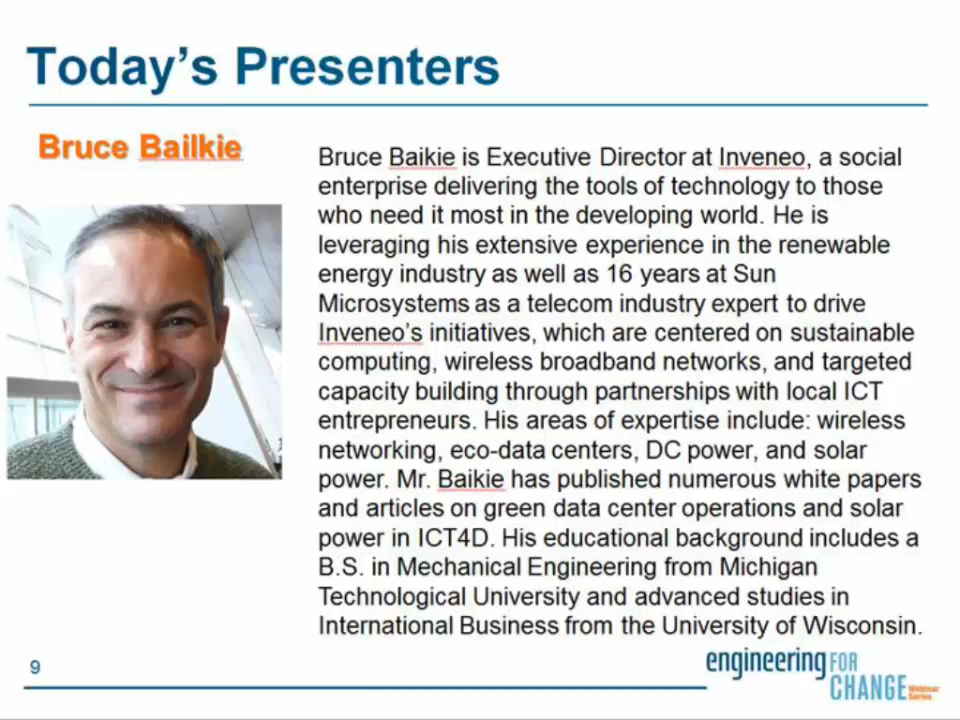 Today's Presenters
Bruce Bailkie
Bruce Baikie is Executive Director at Inveneo, a social
enterprise delivering the tools of technology to those
who need it most in the developing world. He is
leveraging his extensive experience in the renewable
energy industry as well as 16 years at Sun
Microsystems as a telecom industry expert to drive
Inveneo's initiatives, which are centered on sustainable
computing, wireless broadband networks, and targeted
capacity building through partnerships with local ICT
entrepreneurs. His areas of expertise include: wireless
networking, eco-data centers, DC power, and solar
power. Mr. Baikie has published numerous white papers
and articles on green data center operations and solar
power in ICT4D. His educational background includes a
B.S. in Mechanical Engineering from Michigan
Technological University and advanced studies in
International Business from the University of Wisconsin.
9
engineering FOR
CHANGE Webinar
Series